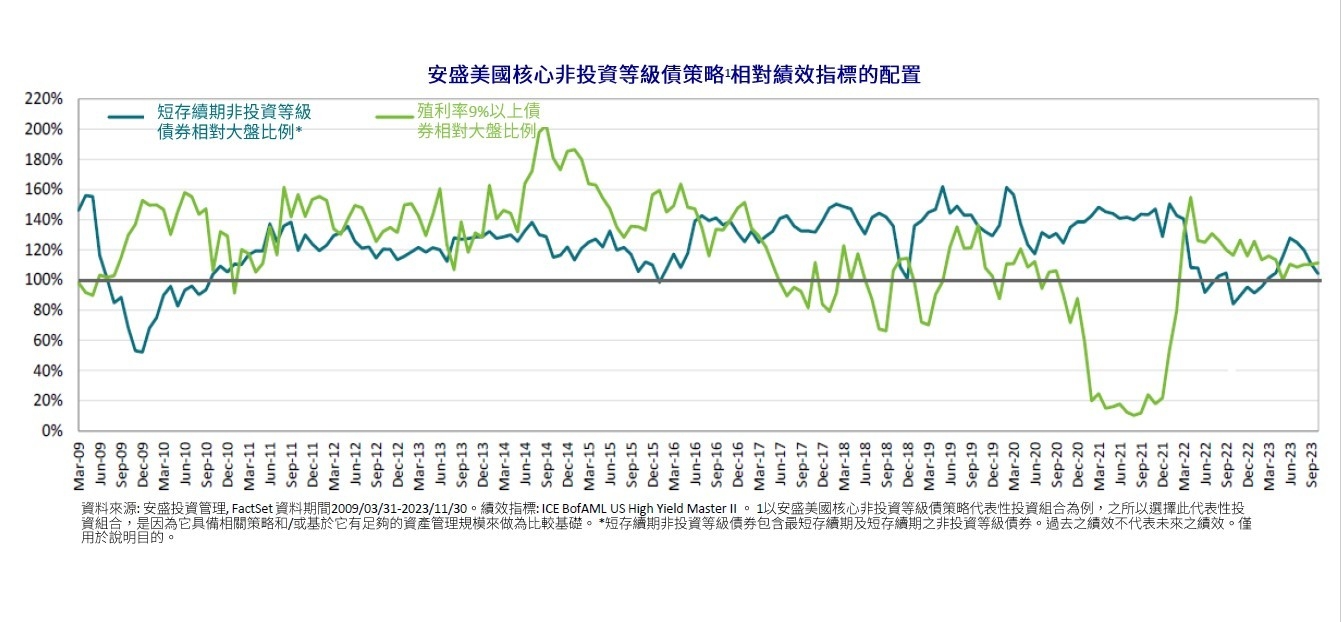 安盛美國核心非投資等級債策略¹相對績效指標的配置
220%
200%
180%
160%
140%
120%
100%
80%
60%
40%
20%
0%
短存續期非投資等級
債券相對大盤比例*
殖利率9%以上債
券相對大盤比例
Mar-09
Jun-09
Sep-09
Dec-09
Mar-10
Jun-10
Sep-10
Dec-10
Mar-11
Jun-11
Sep-11
Dec-11
Mar-12
Jun-12
Sep-12
Dec-12
Mar-13
Jun-13
Sep-13
Dec-13
Mar-14
Jun-14
Sep-14
Dec-14
Mar-15
Jun-15
Sep-15
Dec-15
Mar-16
Jun-16
Sep-16
Dec-16
Mar-17
Jun-17
Sep-17
Dec-17
Mar-18
Jun-18
Sep-18
Dec-18
Mar-19
Jun-19
Sep-19
Dec-19
Mar-20
Jun-20
Sep-20
Dec-20
Mar-21
Jun-21
Sep-21
Dec-21
Mar-22
Jun-22
Sep-22
Dec-22
Mar-23
Jun-23
Sep-23
資料來源: 安盛投資管理, FactSet 資料期間2009/03/31-2023/11/30。績效指標: ICE BofAML US High Yield Master II 。 1以安盛美國核心非投資等級債策略代表性投資組合為例，之所以選擇此代表性投
資組合，是因為它具備相關策略和/或基於它有足夠的資產管理規模來做為比較基礎。 *短存續期非投資等級債券包含最短存續期及短存續期之非投資等級債券。過去之績效不代表未來之績效。僅
用於說明目的。